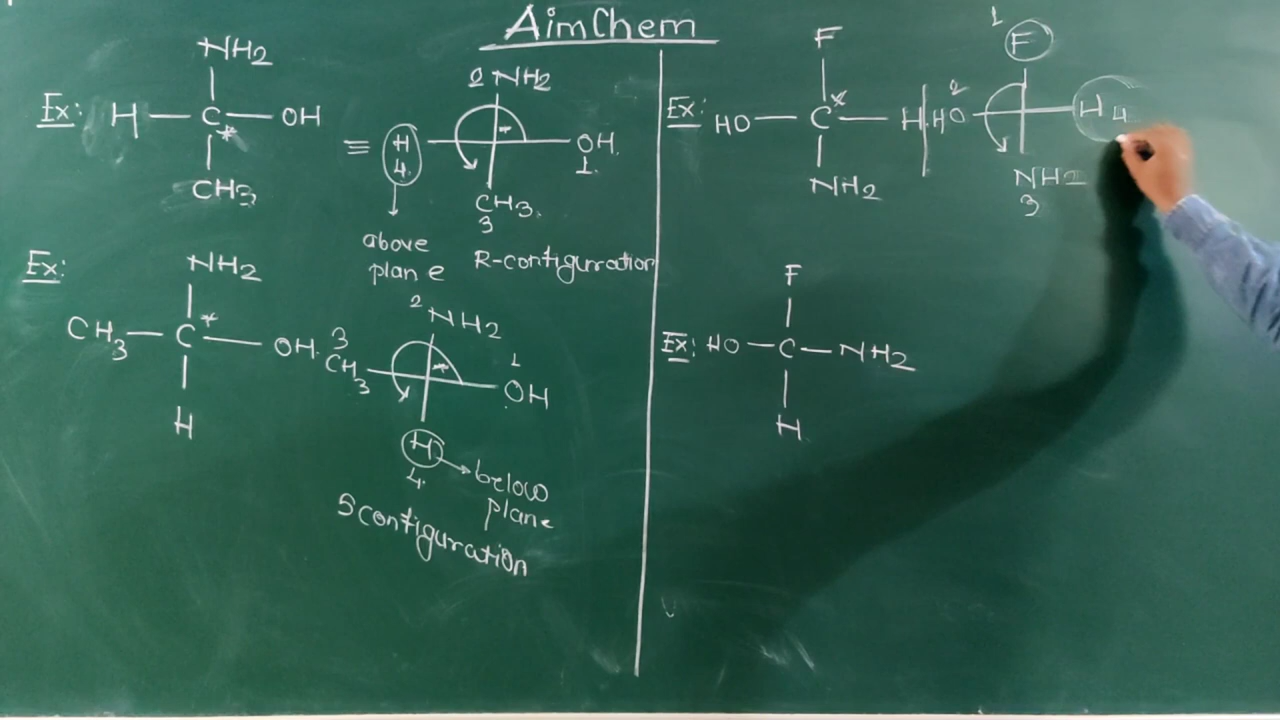 AimChem
NH2
Ex: H — C — OH
*
CH3
≡
2 NH2
H
4.
*
OH.
1.
CH3.
3
above
plane
R-configuration
Ex:
NH2
CH3 — C* — OH.
H
2 NH2
3
CH3
*
1
OH
H
4.
below
plane
S configuration
F
Ex: HO — C* — H
NH2
1
F
2
HO
H 4
NH2
3
F
Ex: HO — C — NH2
H